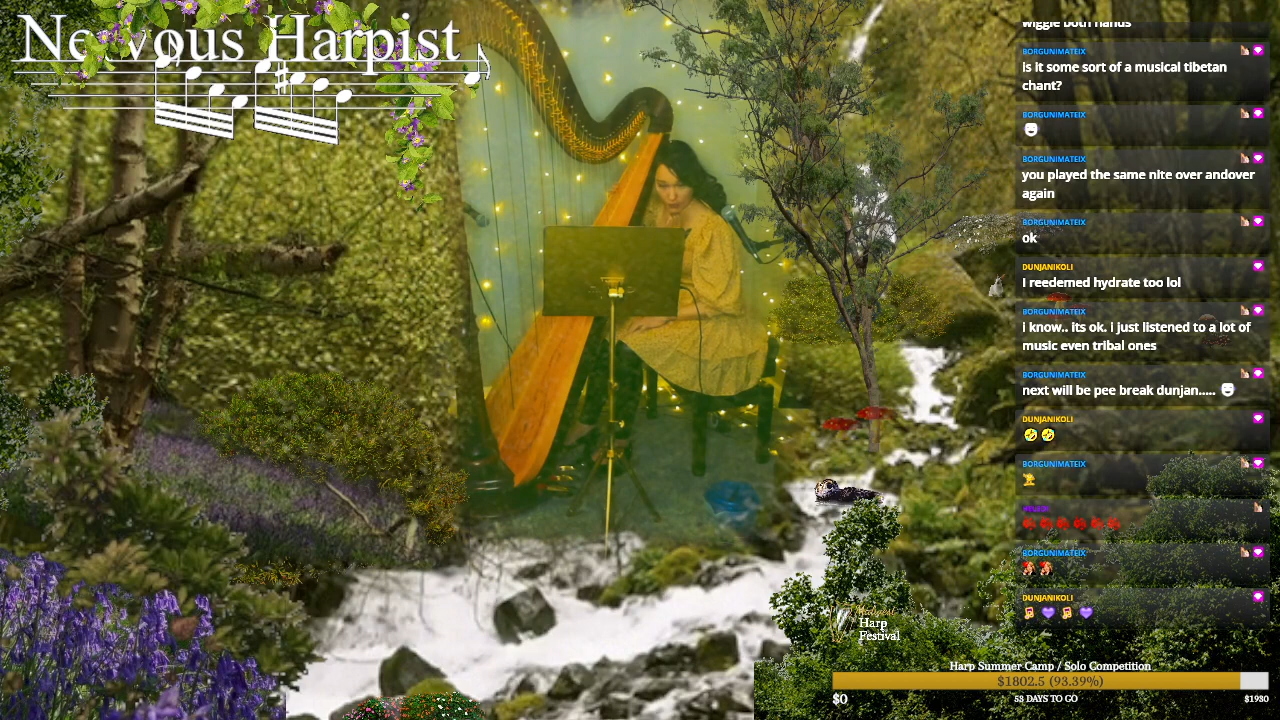 Nervous Harpist
wiggle both hands
BORGUNIMATEIX
is it some sort of a musical tibetan
chant?
BORGUNIMATEIX
BORGUNIMATEIX
you played the same nite over andover
again
BORGUNIMATEIX
ok
DUNJANIKOLI
I reedemed hydrate too lol
BORGUNIMATEIX
i know.. its ok. i just listened to a lot of
music even tribal ones
BORGUNIMATEIX
next will be pee break dunjan.....
DUNJANIKOLI
BORGUNIMATEIX
BORGUNIMATEIX
DUNJANIKOLI
Harp
Festival
Harp Summer Camp / Solo Competition
$1802.5 (93.39%)
$0
53 DAYS TO GO
$1930